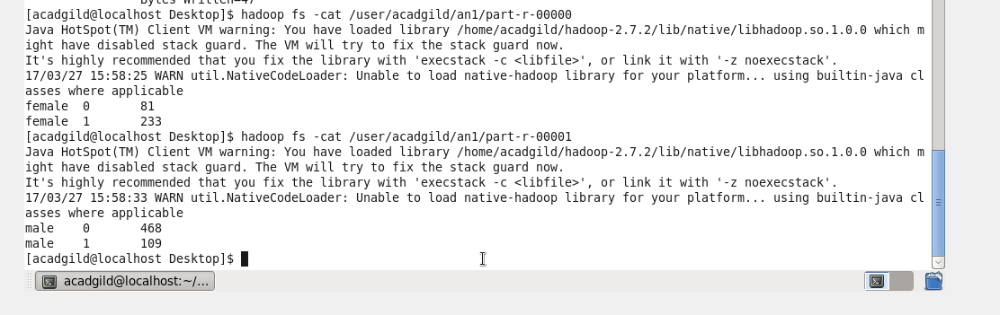 Bytes Written=47
[acadgild@localhost Desktop]$ hadoop fs -cat /user/acadgild/an1/part-r-00000
Java HotSpot(TM) Client VM warning: You have loaded library /home/acadgild/hadoop-2.7.2/lib/native/libhadoop.so.1.0.0 which m
ight have disabled stack guard. The VM will try to fix the stack guard now.
It's highly recommended that you fix the library with 'execstack -c <libfile>', or link it with '-z noexecstack'.
17/03/27 15:58:25 WARN util.NativeCodeLoader: Unable to load native-hadoop library for your platform... using builtin-java cl
asses where applicable
female  0       81
female  1       233
[acadgild@localhost Desktop]$ hadoop fs -cat /user/acadgild/an1/part-r-00001
Java HotSpot(TM) Client VM warning: You have loaded library /home/acadgild/hadoop-2.7.2/lib/native/libhadoop.so.1.0.0 which m
ight have disabled stack guard. The VM will try to fix the stack guard now.
It's highly recommended that you fix the library with 'execstack -c <libfile>', or link it with '-z noexecstack'.
17/03/27 15:58:33 WARN util.NativeCodeLoader: Unable to load native-hadoop library for your platform... using builtin-java cl
asses where applicable
male    0       468
male    1       109
[acadgild@localhost Desktop]$
acadgild@localhost:~/...